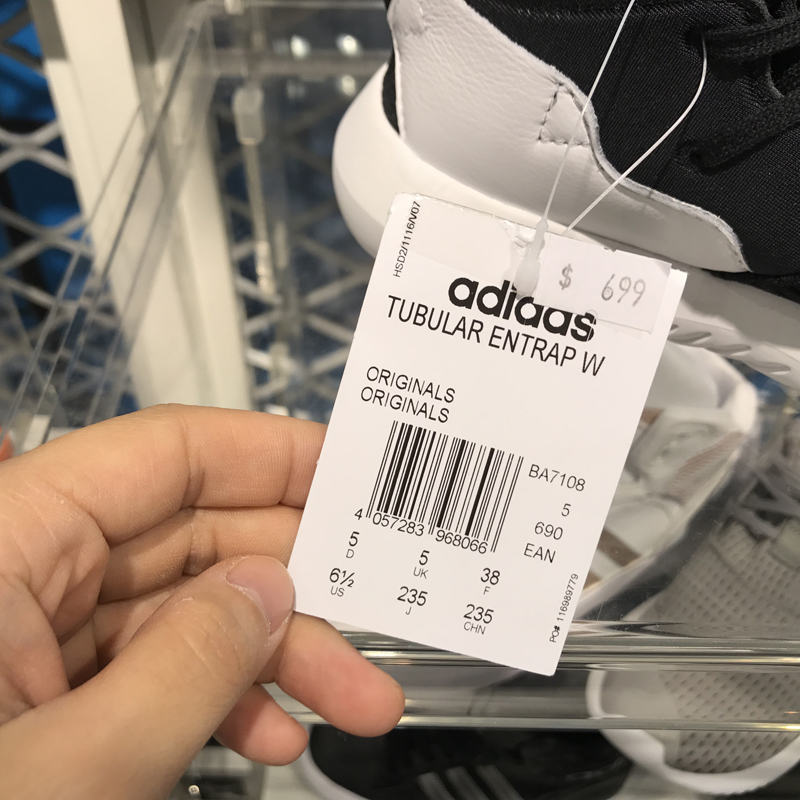 HSD2/1116/V07
$ 699
adidas
TUBULAR ENTRAP W
ORIGINALS
ORIGINALS
BA7108
5
690
EAN
4 057283 968066
5 5 38
D UK F
6½ 235 235
US J CHN
PO# 116989779